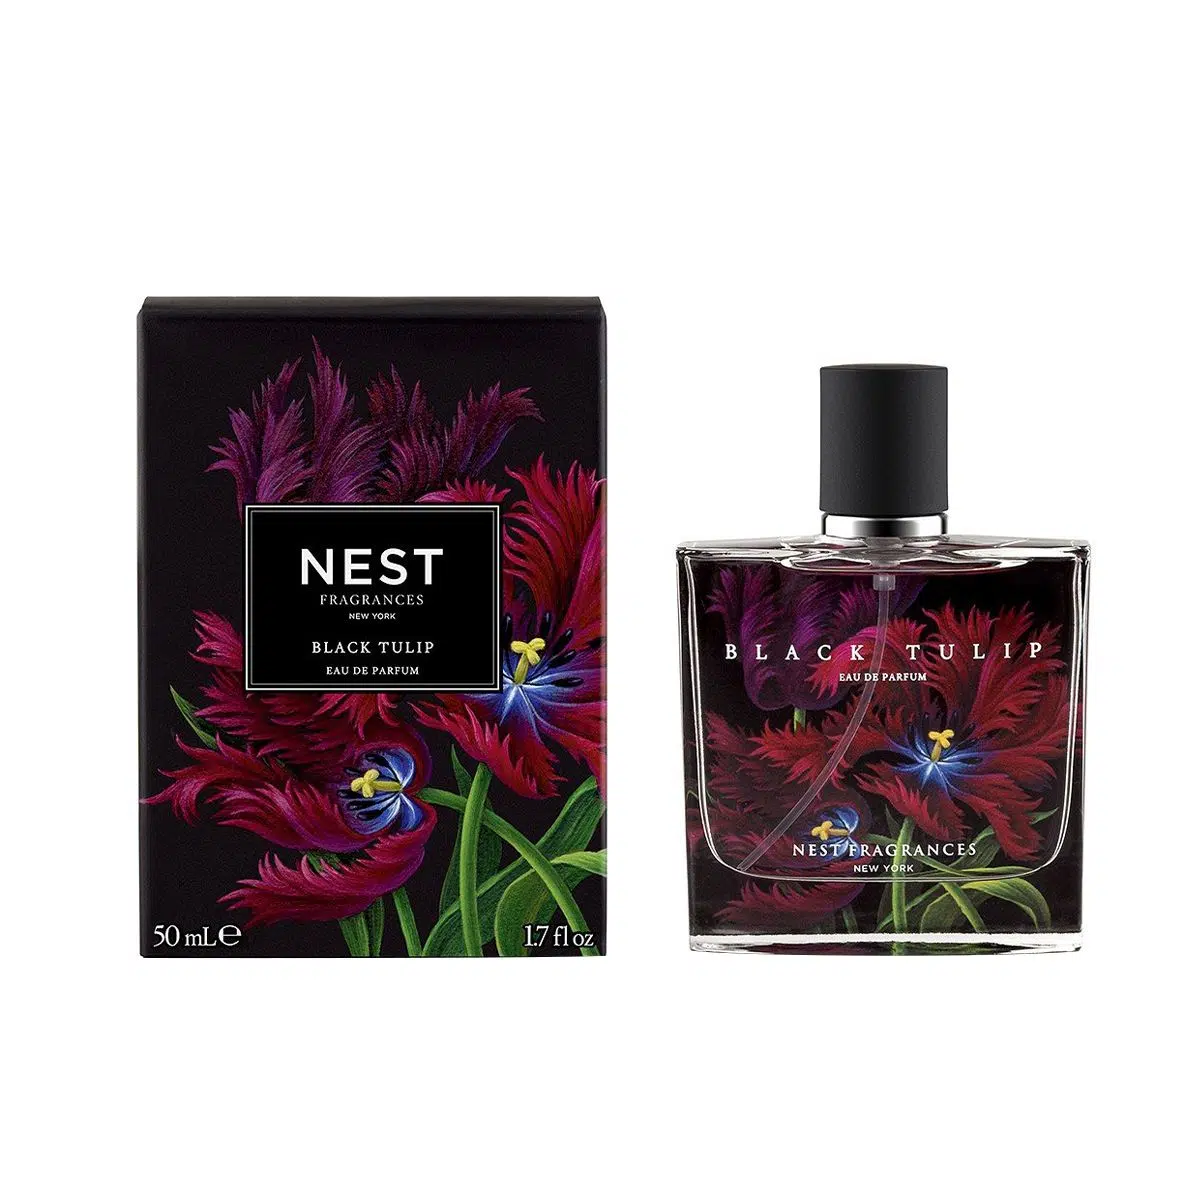 NEST
FRAGRANCES
NEW YORK
BLACK TULIP
EAU DE PARFUM
50 mL℮
1.7 fl oz
BLACK TULIP
EAU DE PARFUM
NEST FRAGRANCES
NEW YORK